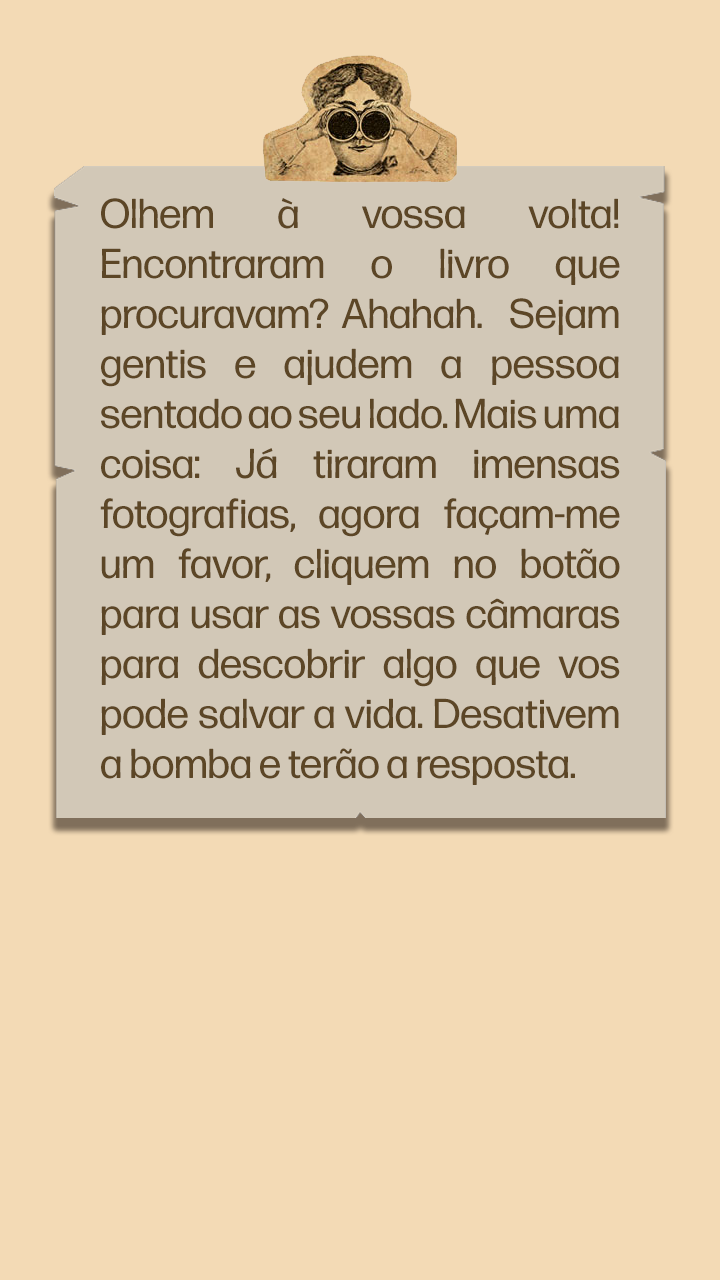 Olhem à vossa volta!
Encontraram o livro que
procuravam? Ahahah. Sejam
gentis e ajudem a pessoa
sentado ao seu lado. Mais uma
coisa: Já tiraram imensas
fotografias, agora façam-me
um favor, cliquem no botão
para usar as vossas câmaras
para descobrir algo que vos
pode salvar a vida. Desativem
a bomba e terão a resposta.